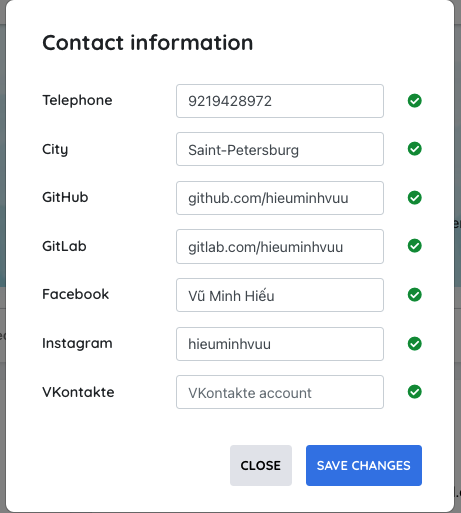 Contact information
Telephone 9219428972
City Saint-Petersburg
GitHub github.com/hieuminhvuu
GitLab gitlab.com/hieuminhvuu
Facebook Vũ Minh Hiếu
Instagram hieuminhvuu
VKontakte VKontakte account
CLOSE SAVE CHANGES